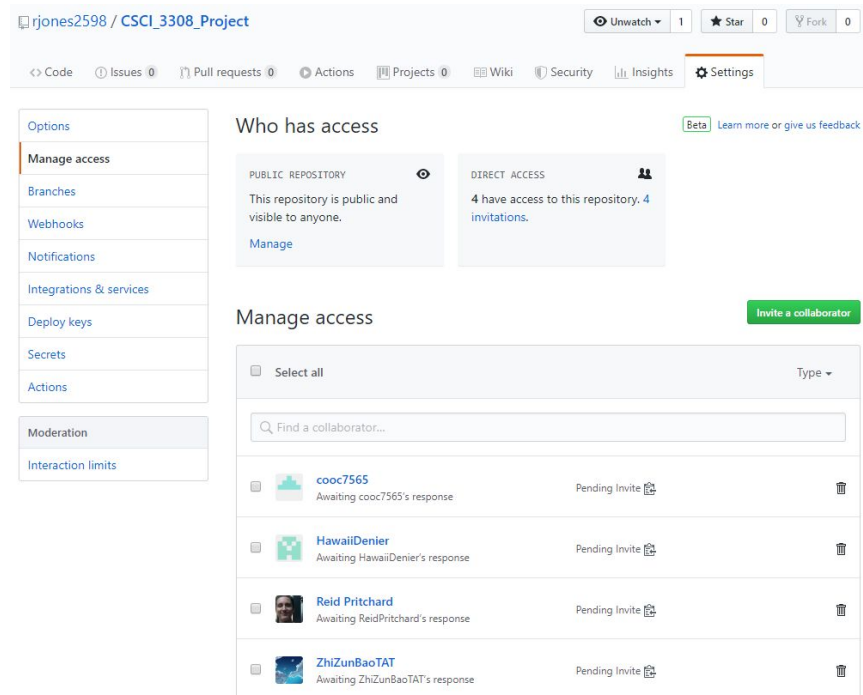 rjones2598 / CSCI_3308_Project
Unwatch 1 Star 0 Fork 0
Code Issues 0 Pull requests 0 Actions Projects 0 Wiki Security Insights Settings
Options
Manage access
Branches
Webhooks
Notifications
Integrations & services
Deploy keys
Secrets
Actions
Moderation
Interaction limits
Who has access
Beta Learn more or give us feedback
PUBLIC REPOSITORY
This repository is public and
visible to anyone.
Manage
DIRECT ACCESS
4 have access to this repository. 4
invitations.
Manage access
Invite a collaborator
Select all
Type
Find a collaborator...
cooc7565
Awaiting cooc7565's response
Pending Invite
HawaiiDenier
Awaiting HawaiiDenier's response
Pending Invite
Reid Pritchard
Awaiting ReidPritchard's response
Pending Invite
ZhiZunBaoTAT
Awaiting ZhiZunBaoTAT's response
Pending Invite